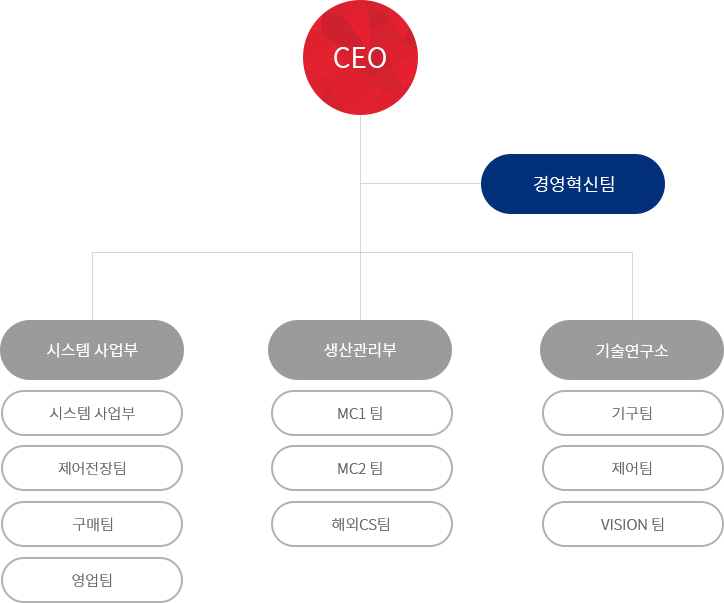 CEO
경영혁신팀
시스템 사업부
생산관리부
기술연구소
시스템 사업부
MC1 팀
기구팀
제어전장팀
MC2 팀
제어팀
구매팀
해외CS팀
VISION 팀
영업팀